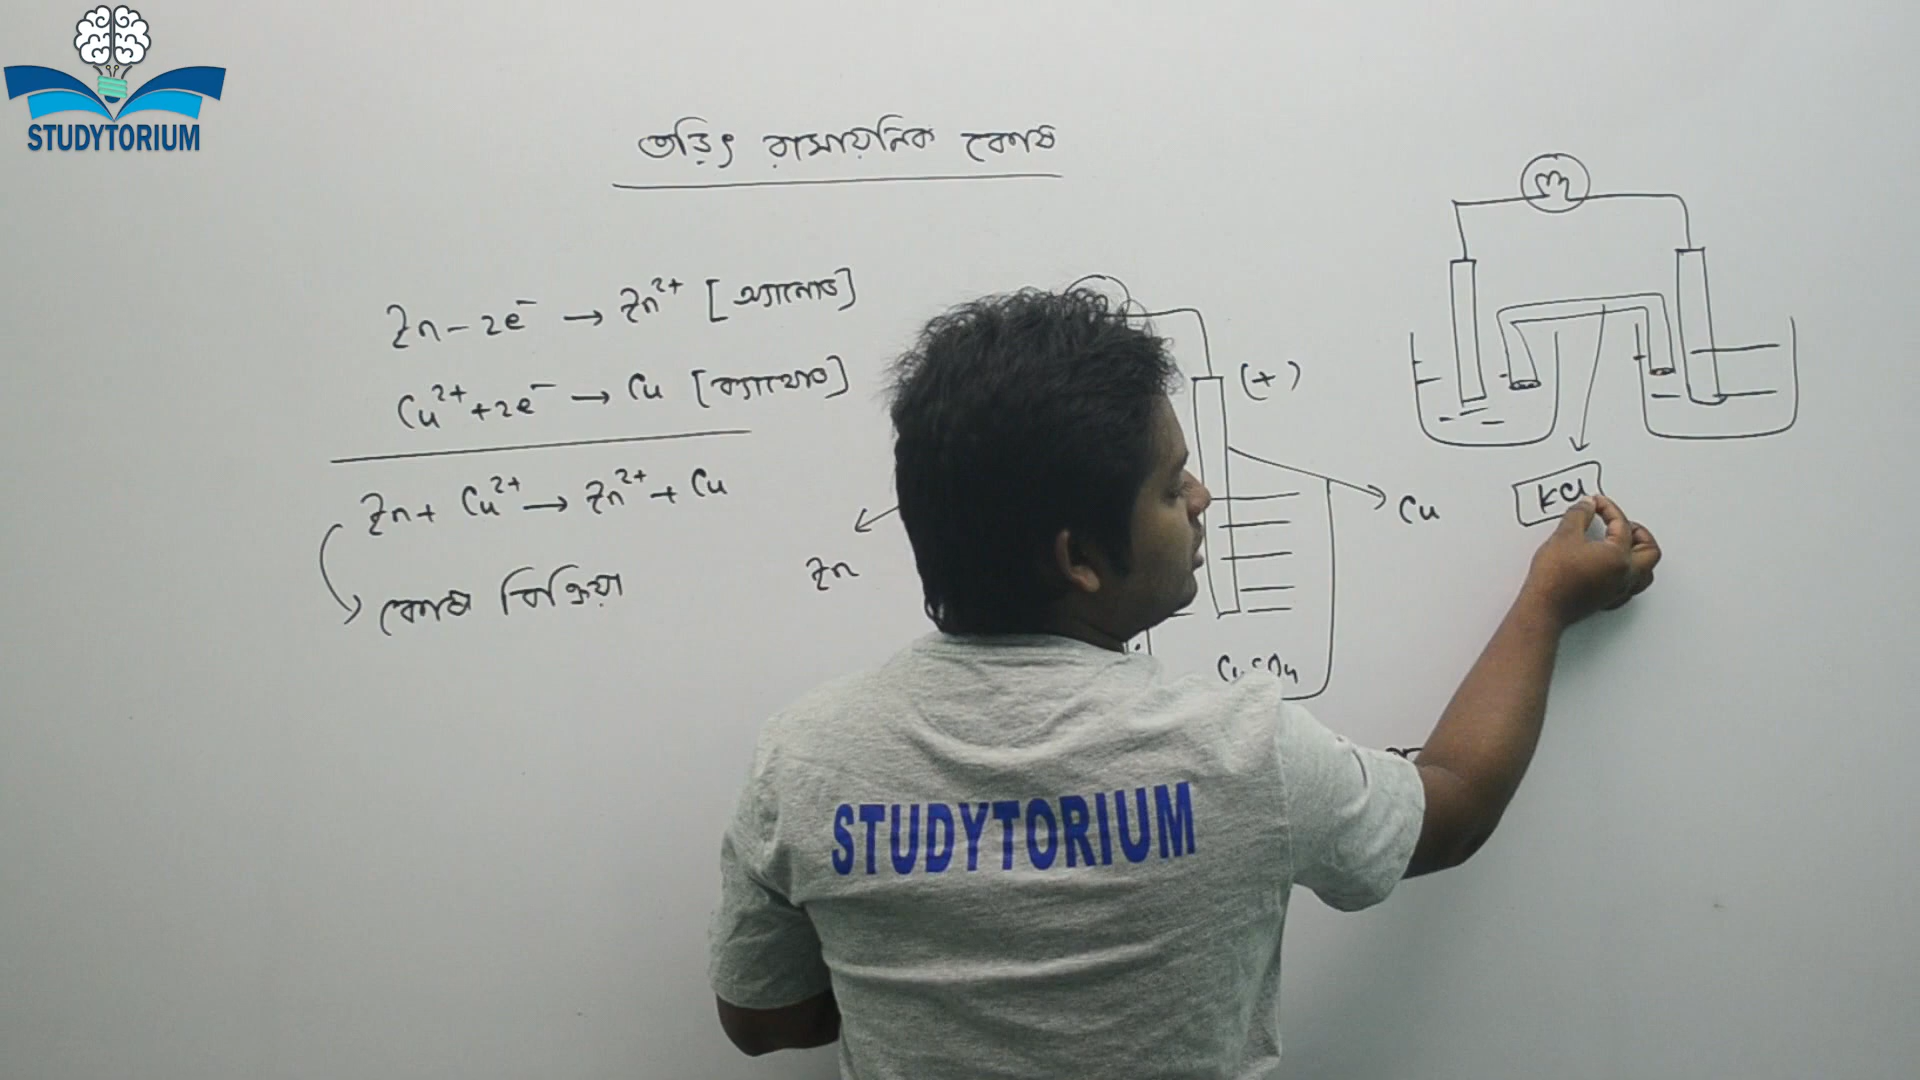 STUDYTORIUM
তড়িৎ রাসায়নিক কোষ
Zn - 2e⁻ → Zn²⁺ [অ্যানোড]
Cu²⁺ + 2e⁻ → Cu [ক্যাথোড]
Zn + Cu²⁺ → Zn²⁺ + Cu
কোষ বিক্রিয়া
Zn
(+)
Cu
KCl
STUDYTORIUM